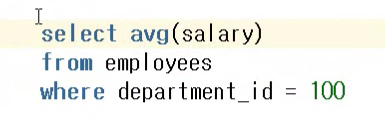 select avg(salary)
from employees
where department_id = 100